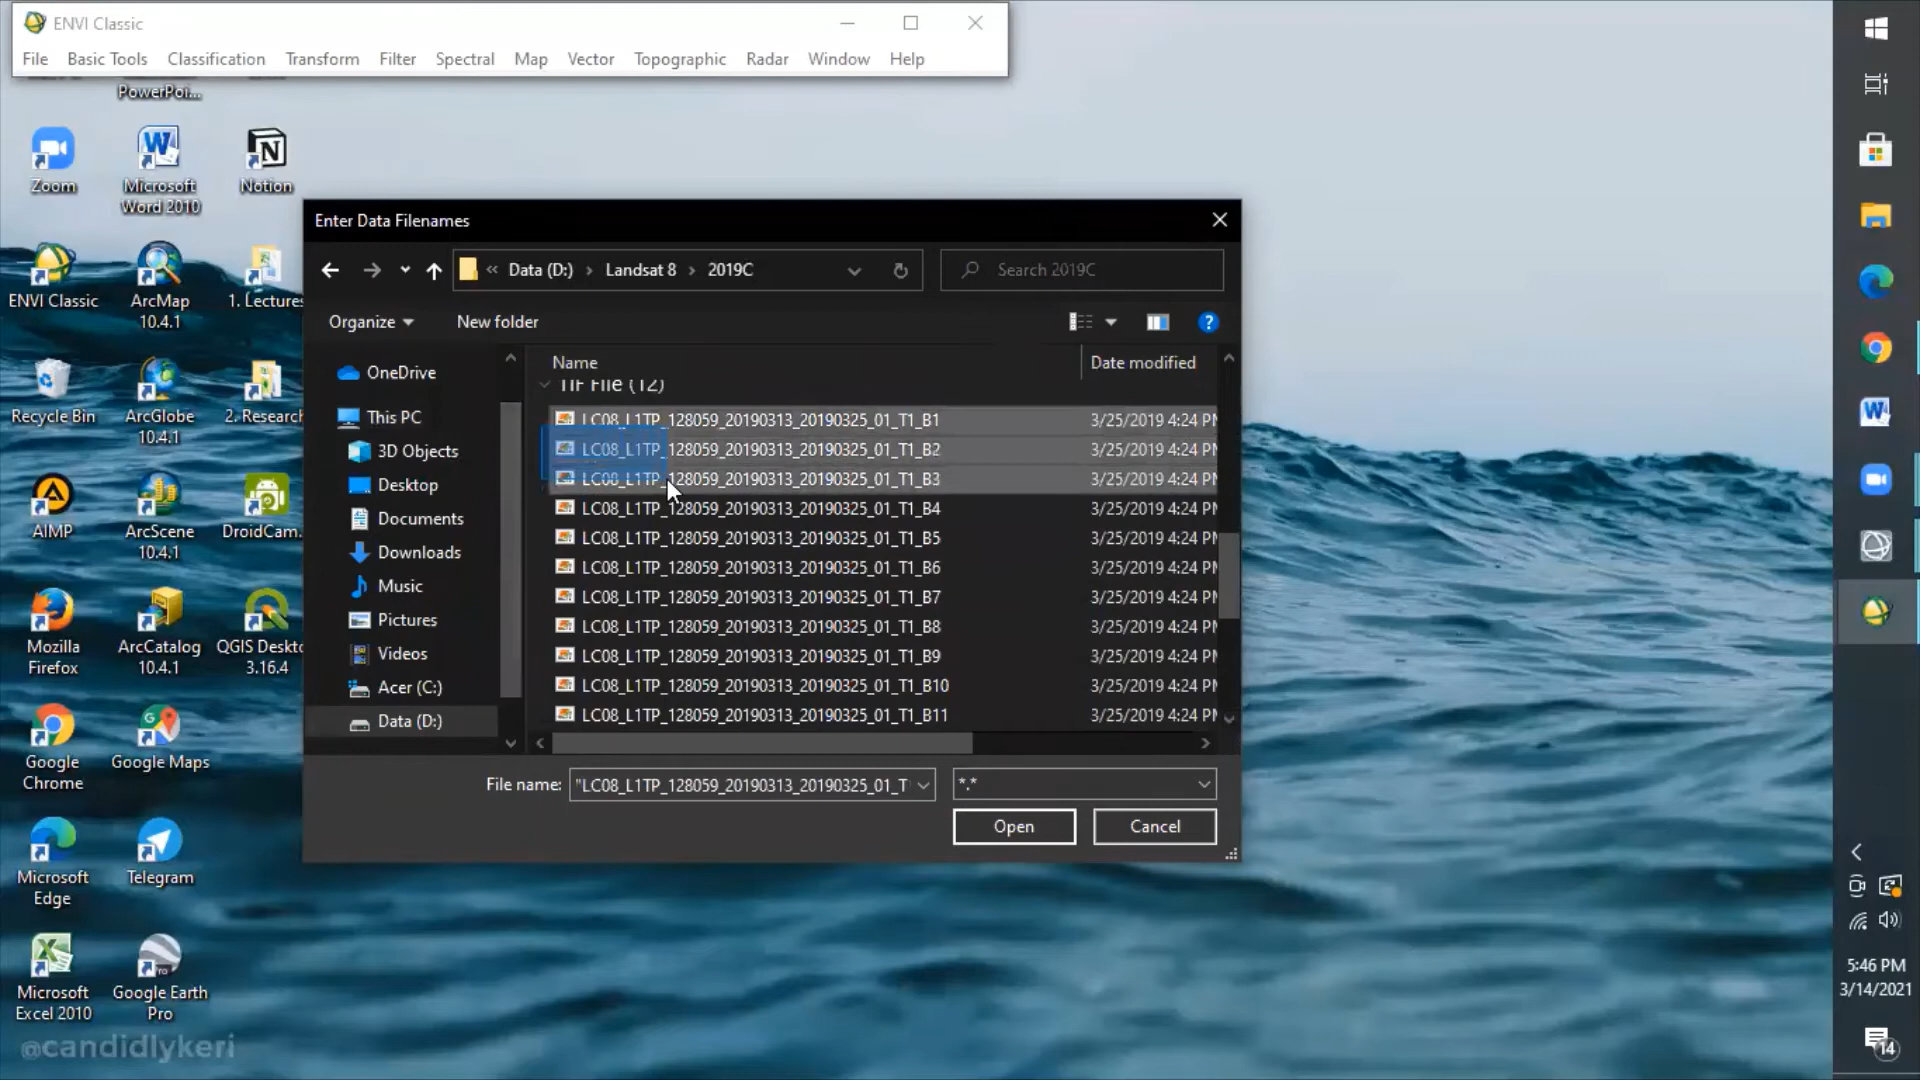 ENVI Classic
File Basic Tools Classification Transform Filter Spectral Map Vector Topographic Radar Window Help
PowerPoi...
Zoom
Microsoft
Word 2010
Notion
ENVI Classic
ArcMap
10.4.1
1. Lectures
Recycle Bin
ArcGlobe
10.4.1
2. Research
AIMP
ArcScene
10.4.1
DroidCam...
Mozilla
Firefox
ArcCatalog
10.4.1
QGIS Deskto
3.16.4
Google
Chrome
Google Maps
Microsoft
Edge
Telegram
Microsoft
Excel 2010
Google Earth
Pro
@candidlykeri
Enter Data Filenames
« Data (D:) › Landsat 8 › 2019C
Search 2019C
Organize
New folder
OneDrive
This PC
3D Objects
Desktop
Documents
Downloads
Music
Pictures
Videos
Acer (C:)
Data (D:)
Name Date modified
TIF File (12)
LC08_L1TP_128059_20190313_20190325_01_T1_B1 3/25/2019 4:24 PM
LC08_L1TP_128059_20190313_20190325_01_T1_B2 3/25/2019 4:24 PM
LC08_L1TP_128059_20190313_20190325_01_T1_B3 3/25/2019 4:24 PM
LC08_L1TP_128059_20190313_20190325_01_T1_B4 3/25/2019 4:24 PM
LC08_L1TP_128059_20190313_20190325_01_T1_B5 3/25/2019 4:24 PM
LC08_L1TP_128059_20190313_20190325_01_T1_B6 3/25/2019 4:24 PM
LC08_L1TP_128059_20190313_20190325_01_T1_B7 3/25/2019 4:24 PM
LC08_L1TP_128059_20190313_20190325_01_T1_B8 3/25/2019 4:24 PM
LC08_L1TP_128059_20190313_20190325_01_T1_B9 3/25/2019 4:24 PM
LC08_L1TP_128059_20190313_20190325_01_T1_B10 3/25/2019 4:24 PM
LC08_L1TP_128059_20190313_20190325_01_T1_B11 3/25/2019 4:24 PM
File name: "LC08_L1TP_128059_20190313_20190325_01_T
*.*
Open
Cancel
5:46 PM
3/14/2021
14